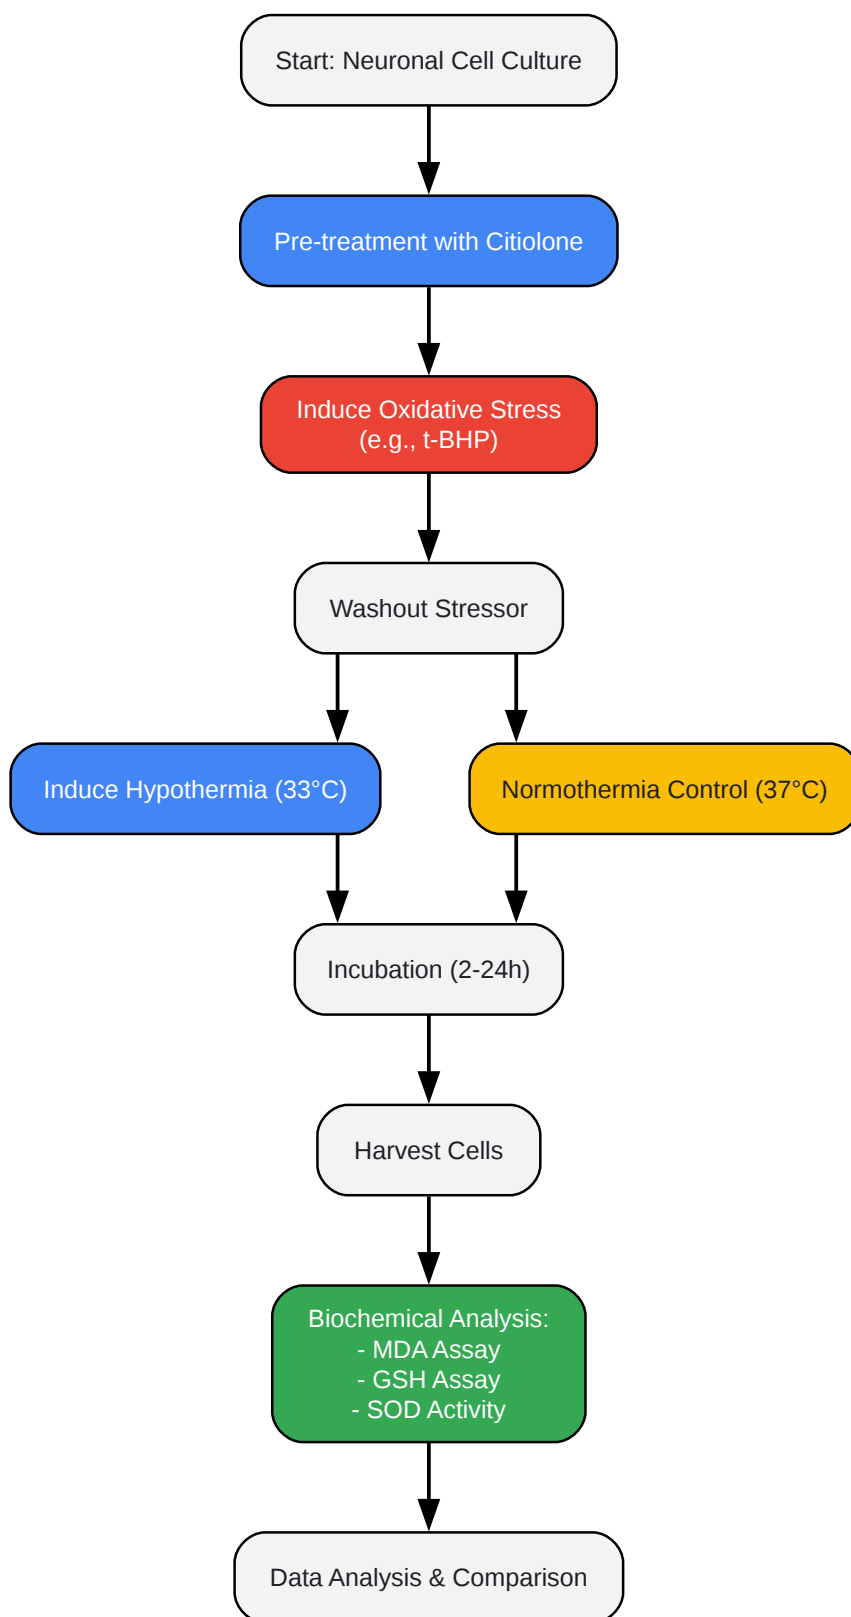 Start: Neuronal Cell Culture
Pre-treatment with Citiolone
Induce Oxidative Stress
(e.g., t-BHP)
Washout Stressor
Induce Hypothermia (33°C)
Normothermia Control (37°C)
Incubation (2-24h)
Harvest Cells
Biochemical Analysis:
- MDA Assay
- GSH Assay
- SOD Activity
Data Analysis & Comparison